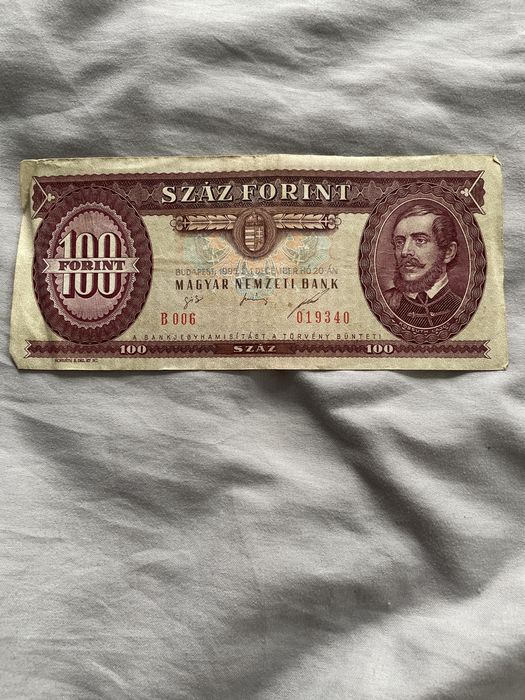 SZÁZ FORINT
100
FORINT
MAGYAR NEMZETI BANK
B 006 019340
A BANKJEGYHAMISÍTÁST A TÖRVÉNY BÜNTETI
100 SZÁZ 100